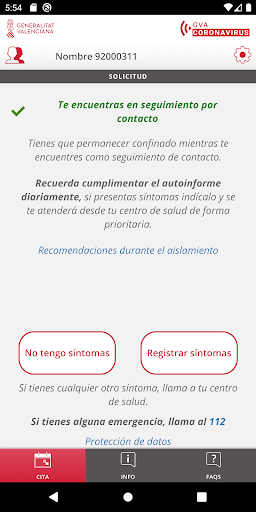 5:54
GENERALITAT
VALENCIANA
GVA
CORONAVIRUS
Nombre 92000311
SOLICITUD
Te encuentras en seguimiento por
contacto
Tienes que permanecer confinado mientras te
encuentres como seguimiento de contacto.
Recuerda cumplimentar el autoinforme
diariamente, si presentas síntomas indícalo y se
te atenderá desde tu centro de salud de forma
prioritaria.
Recomendaciones durante el aislamiento
No tengo síntomas
Registrar síntomas
Si tienes cualquier otro síntoma, llama a tu centro
de salud.
Si tienes alguna emergencia, llama al 112
Protección de datos
CITA
INFO
FAQS